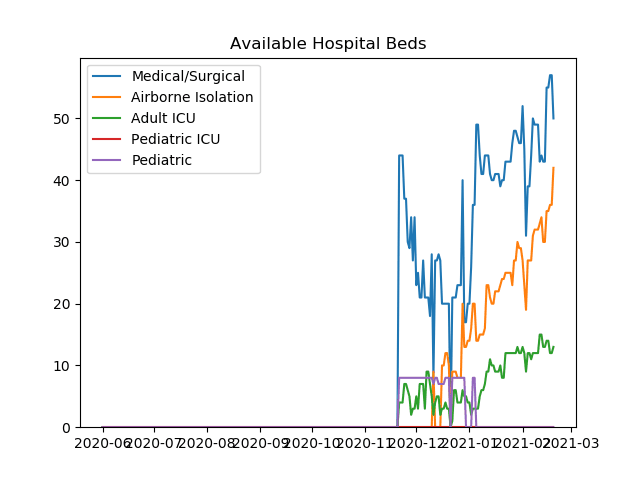 Available Hospital Beds
Medical/Surgical
Airborne Isolation
Adult ICU
Pediatric ICU
Pediatric
50
40
30
20
10
0
2020-06 2020-07 2020-08 2020-09 2020-10 2020-11 2020-12 2021-01 2021-02 2021-03